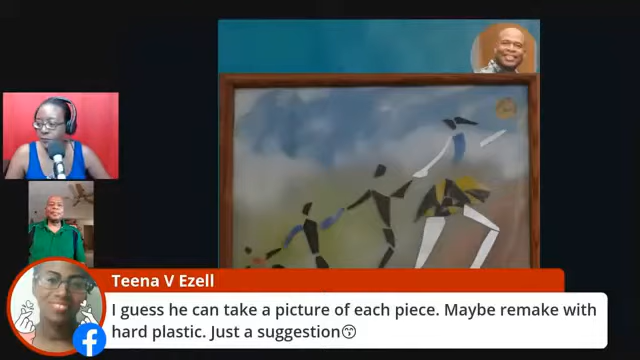 Teena V Ezell
I guess he can take a picture of each piece. Maybe remake with
hard plastic. Just a suggestion😚